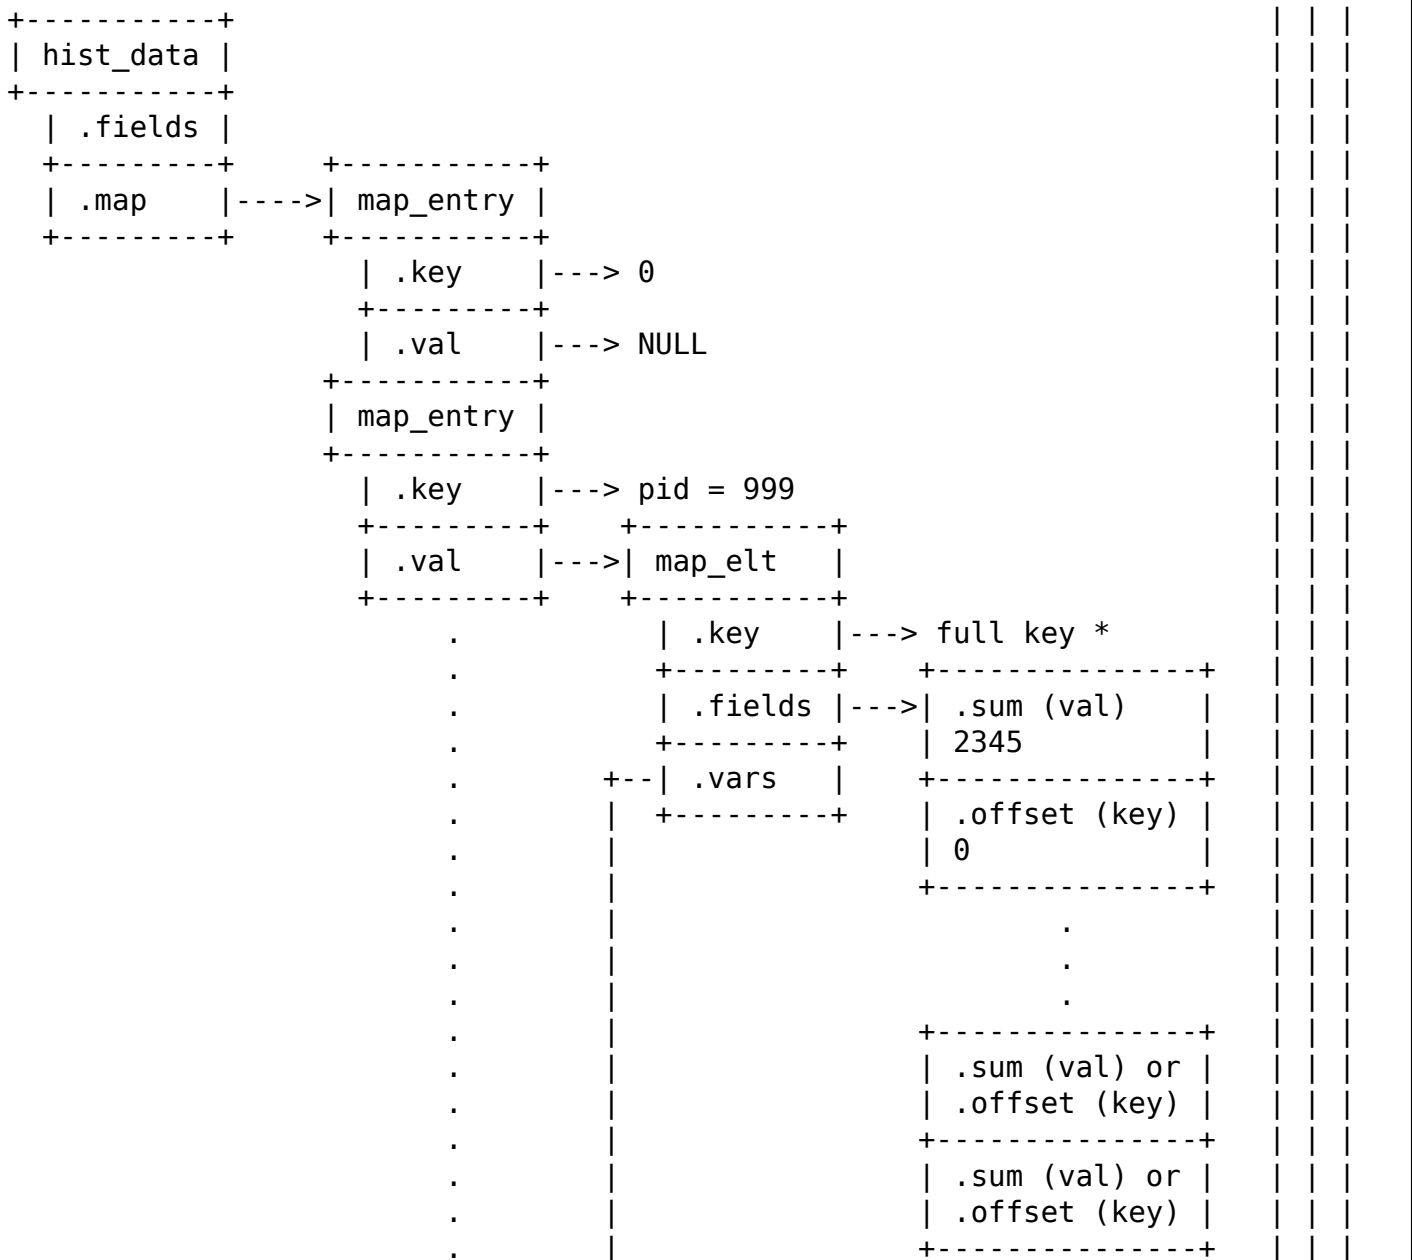 +-----------+                                                           | | |
| hist_data |                                                           | | |
+-----------+                                                           | | |
  | .fields |                                                           | | |
  +---------+     +-----------+                                         | | |
  | .map    |---->| map_entry |                                         | | |
  +---------+     +-----------+                                         | | |
                    | .key    |---> 0                                   | | |
                    +---------+                                         | | |
                    | .val    |---> NULL                                | | |
                  +-----------+                                         | | |
                  | map_entry |                                         | | |
                  +-----------+                                         | | |
                    | .key    |---> pid = 999                           | | |
                    +---------+    +-----------+                        | | |
                    | .val    |--->| map_elt   |                        | | |
                    +---------+    +-----------+                        | | |
                         .           | .key    |---> full key *         | | |
                         .           +---------+    +---------------+   | | |
                         .           | .fields |--->| .sum (val)    |   | | |
                         .           +---------+    | 2345          |   | | |
                         .        +--| .vars   |    +---------------+   | | |
                         .        |  +---------+    | .offset (key) |   | | |
                         .        |                 | 0             |   | | |
                         .        |                 +---------------+   | | |
                         .        |                         .           | | |
                         .        |                         .           | | |
                         .        |                         .           | | |
                         .        |                 +---------------+   | | |
                         .        |                 | .sum (val) or |   | | |
                         .        |                 | .offset (key) |   | | |
                         .        |                 +---------------+   | | |
                         .        |                 | .sum (val) or |   | | |
                         .        |                 | .offset (key) |   | | |
                         .        |                 +---------------+   | | |